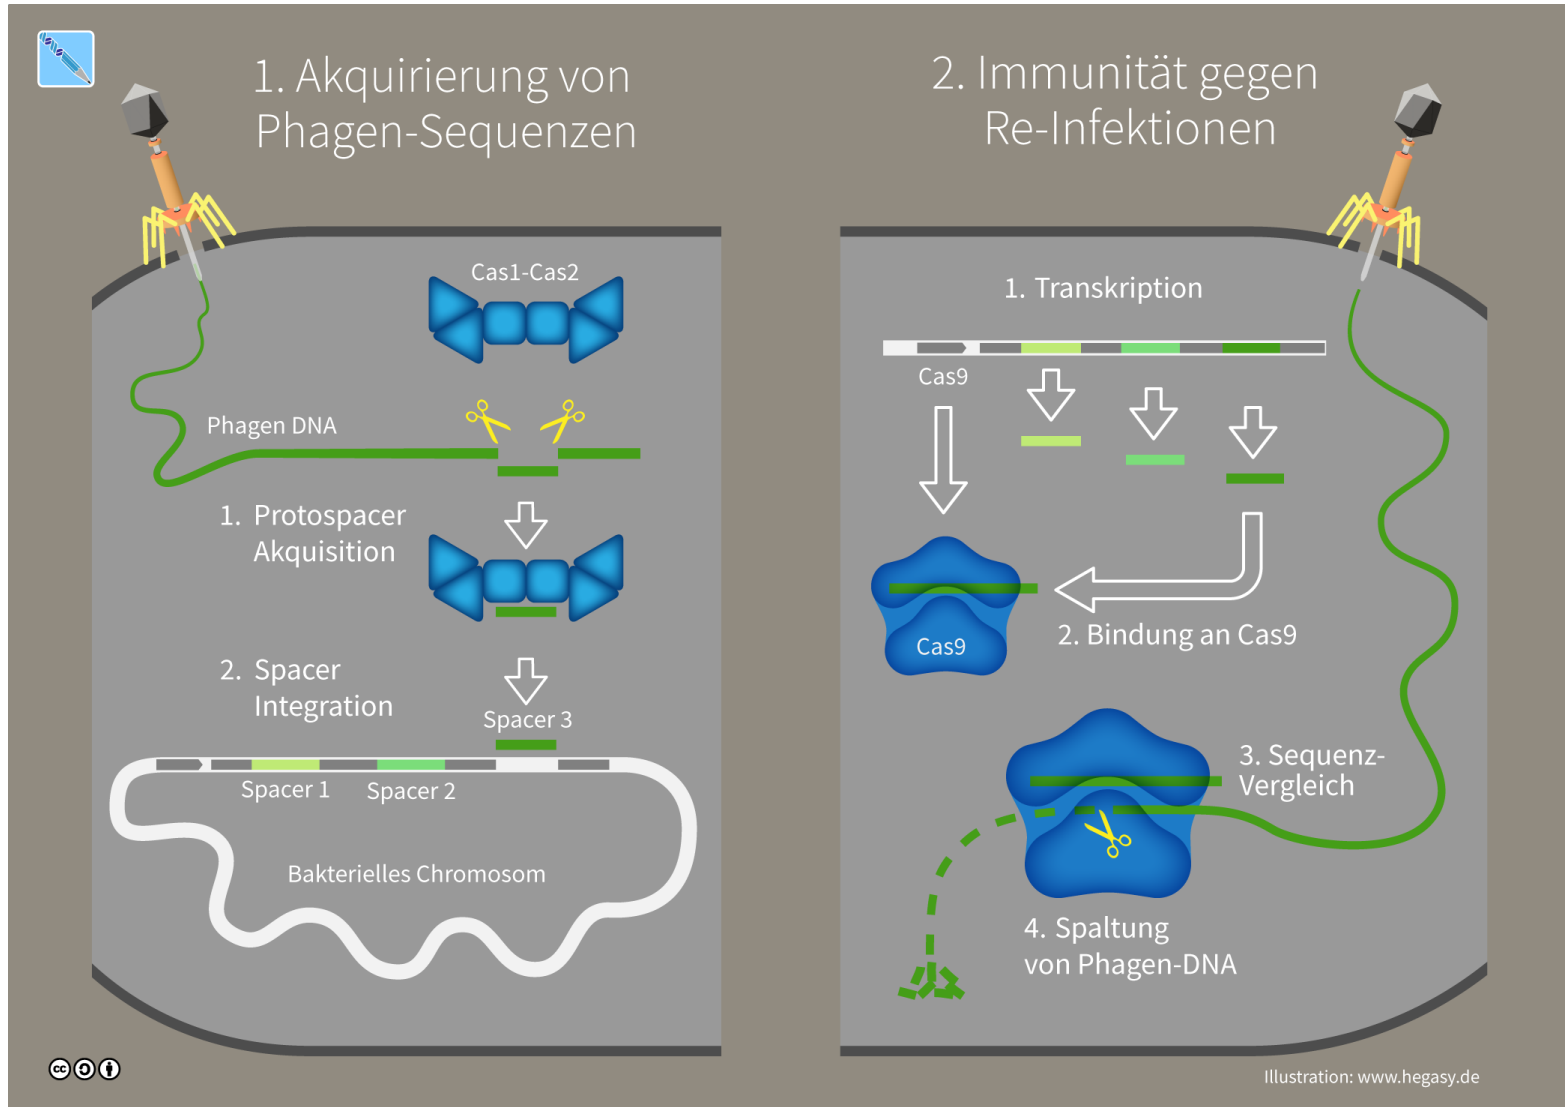 1. Akquirierung von
Phagen-Sequenzen
Cas1-Cas2
Phagen DNA
1. Protospacer
Akquisition
2. Spacer
Integration
Spacer 3
Spacer 1
Spacer 2
Bakterielles Chromosom
2. Immunität gegen
Re-Infektionen
1. Transkription
Cas9
2. Bindung an Cas9
Cas9
3. Sequenz-
Vergleich
4. Spaltung
von Phagen-DNA
cc
Illustration: www.hegasy.de